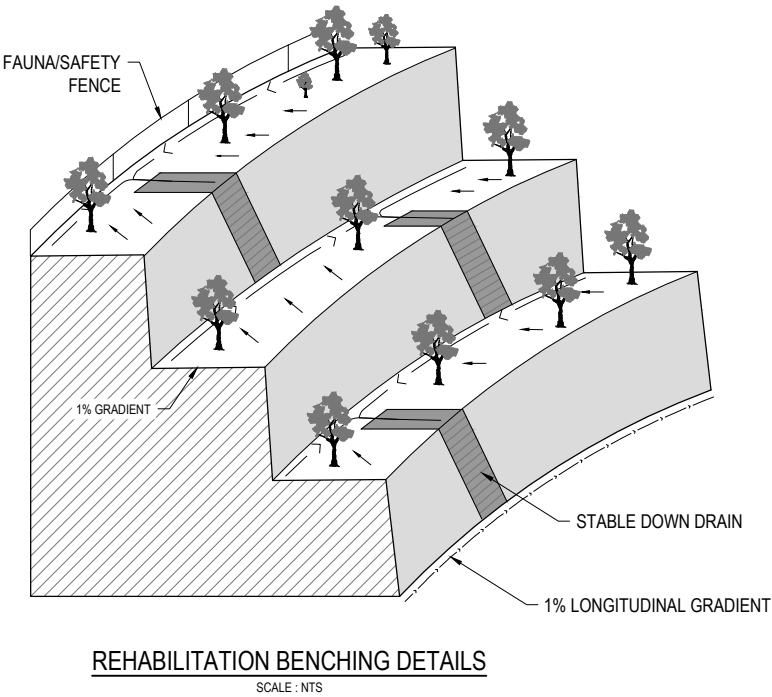 FAUNA/SAFETY
FENCE
1% GRADIENT
STABLE DOWN DRAIN
1% LONGITUDINAL GRADIENT
REHABILITATION BENCHING DETAILS
SCALE : NTS